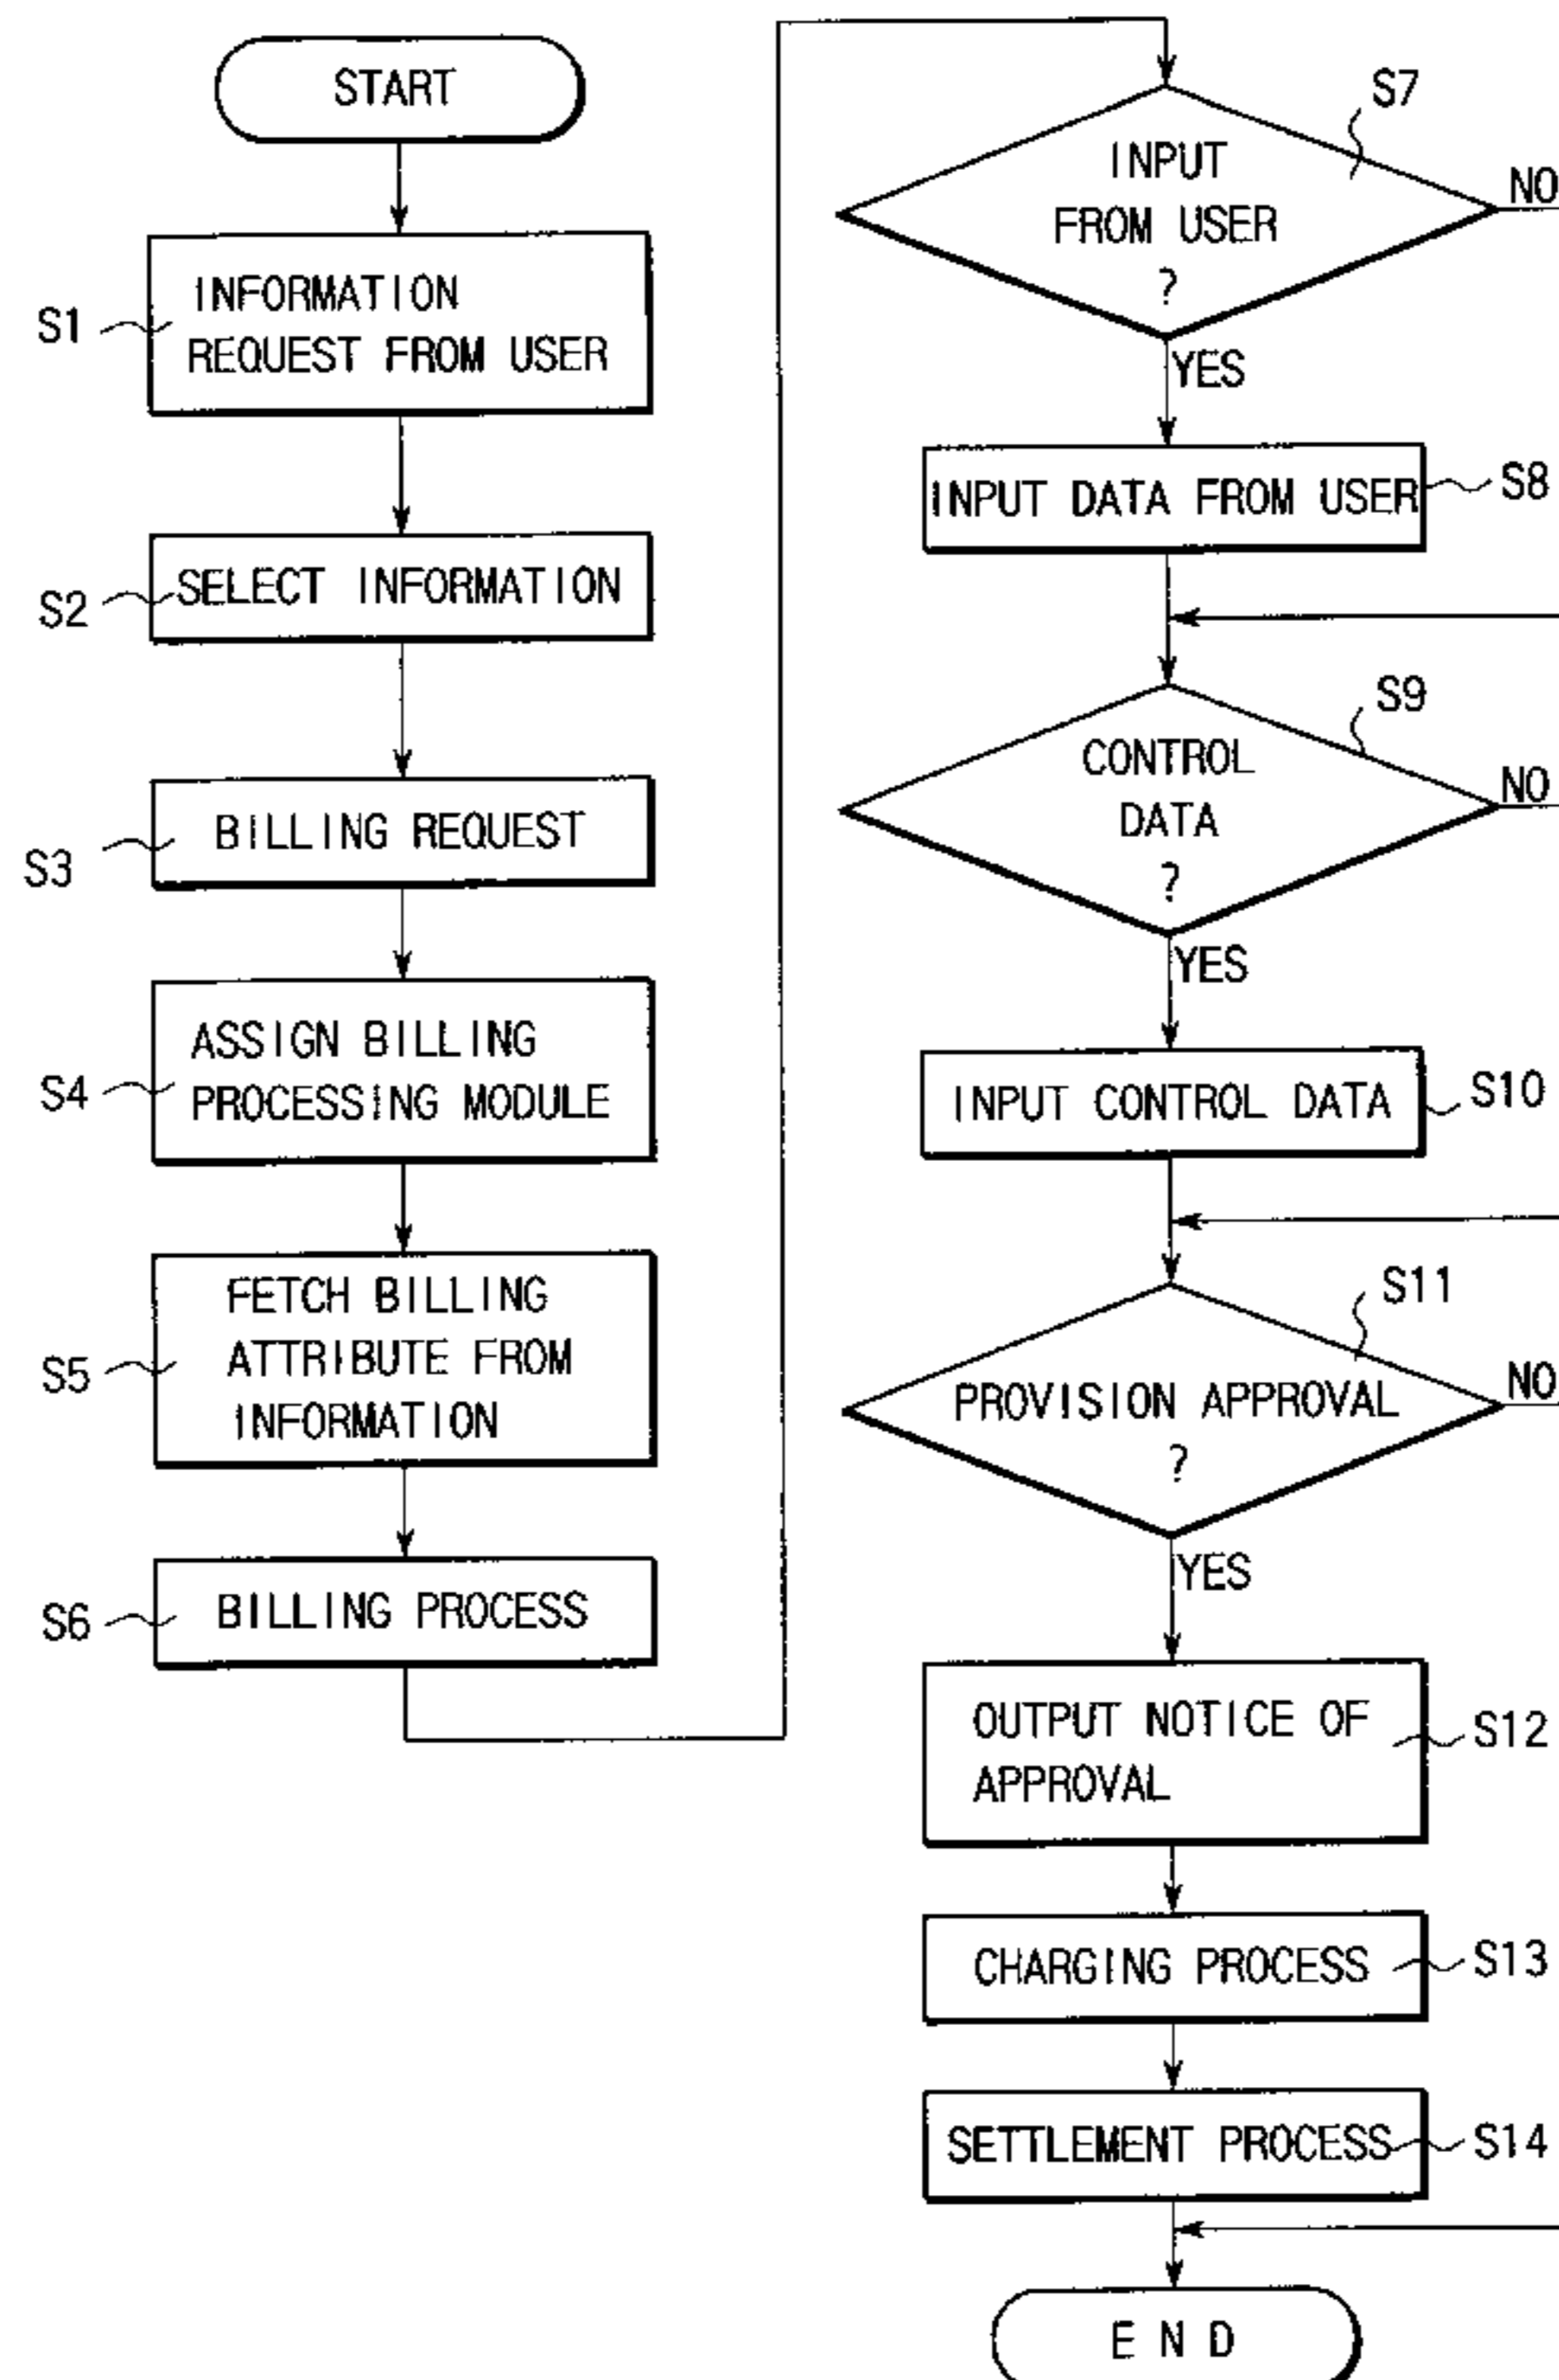 START
S1
INFORMATION
REQUEST FROM USER
S2
SELECT INFORMATION
S3
BILLING REQUEST
S4
ASSIGN BILLING
PROCESSING MODULE
S5
FETCH BILLING
ATTRIBUTE FROM
INFORMATION
S6
BILLING PROCESS
S7
INPUT
FROM USER
?
NO
YES
INPUT DATA FROM USER
S8
S9
CONTROL
DATA
?
NO
YES
INPUT CONTROL DATA
S10
S11
PROVISION APPROVAL
?
NO
YES
OUTPUT NOTICE OF
APPROVAL
S12
CHARGING PROCESS
S13
SETTLEMENT PROCESS
S14
E N D